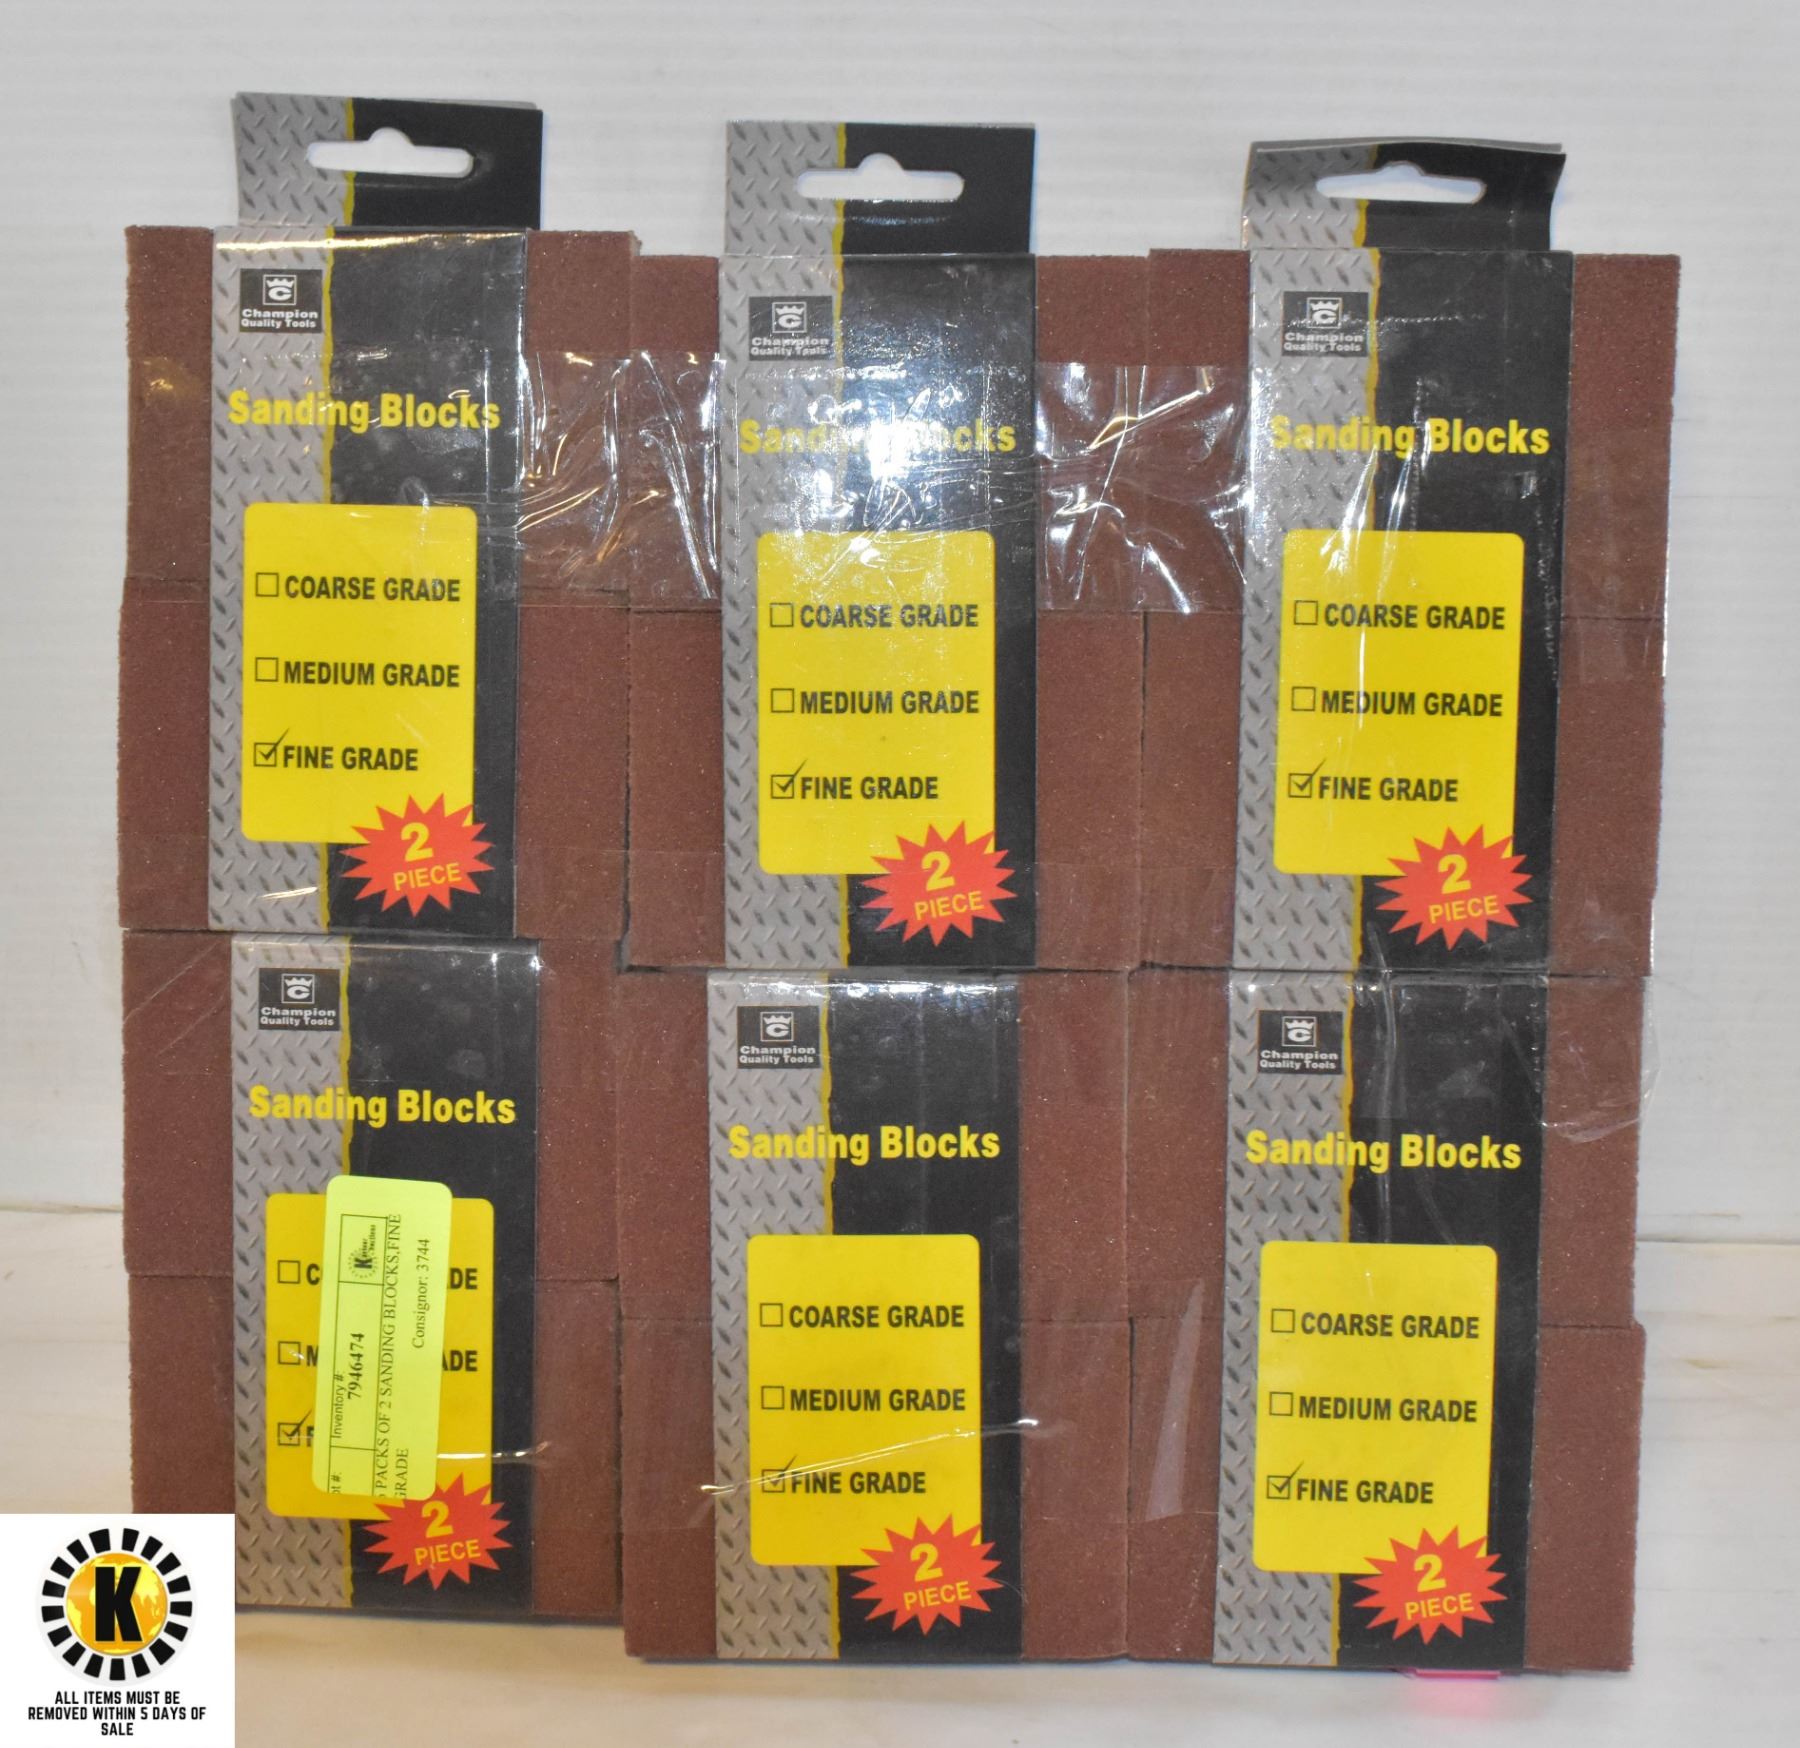 Champion
Quality Tools
Sanding Blocks
COARSE GRADE
MEDIUM GRADE
FINE GRADE
2
PIECE
Champion
Quality Tools
Sanding Blocks
COARSE GRADE
MEDIUM GRADE
FINE GRADE
2
PIECE
Champion
Quality Tools
Sanding Blocks
COARSE GRADE
MEDIUM GRADE
FINE GRADE
2
PIECE
Champion
Quality Tools
Sanding Blocks
C DE
M ADE
Inventory #:
7946474
PACKS OF 2 SANDING BLOCKS,FINE
GRADE
Consignor: 3744
2
PIECE
Champion
Quality Tools
Sanding Blocks
COARSE GRADE
MEDIUM GRADE
FINE GRADE
2
PIECE
Champion
Quality Tools
Sanding Blocks
COARSE GRADE
MEDIUM GRADE
FINE GRADE
2
PIECE
K
ALL ITEMS MUST BE
REMOVED WITHIN 5 DAYS OF
SALE